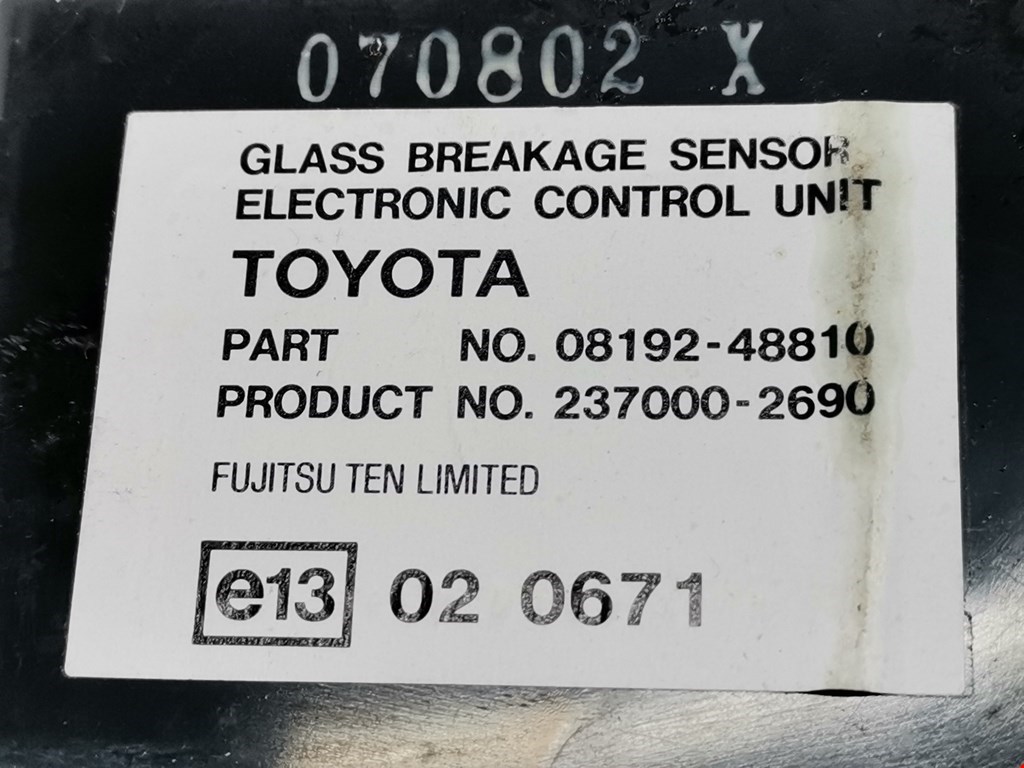 070802 X
GLASS BREAKAGE SENSOR
ELECTRONIC CONTROL UNIT
TOYOTA
PART NO. 08192-48810
PRODUCT NO. 237000-2690
FUJITSU TEN LIMITED
e13 02 0671